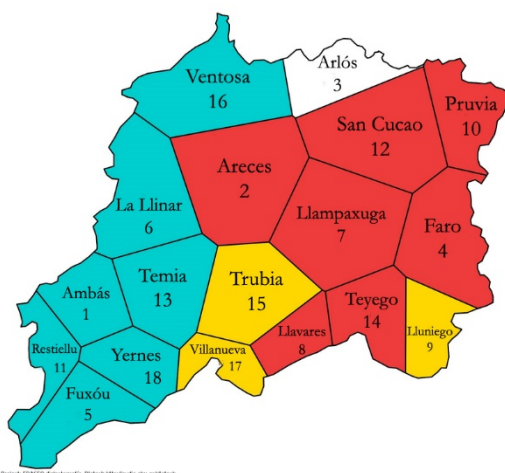 Ventosa
16
Arlós
3
Pruvia
10
San Cucao
12
Areces
2
La Llinar
6
Llampaxuga
7
Faro
4
Temia
13
Trubia
15
Ambás
1
Teyego
14
Lluniego
9
Llavares
8
Restiellu
11
Yernes
18
Villanueva
17
Fuxóu
5